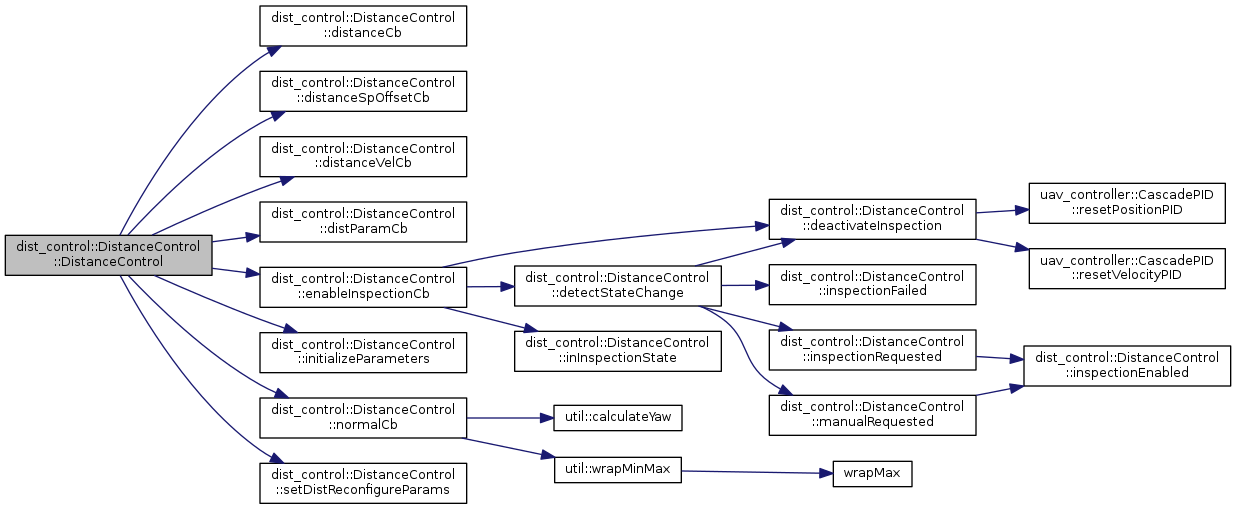 dist_control::DistanceControl
::DistanceControl
dist_control::DistanceControl
::distanceCb
dist_control::DistanceControl
::distanceSpOffsetCb
dist_control::DistanceControl
::distanceVelCb
dist_control::DistanceControl
::distParamCb
dist_control::DistanceControl
::enableInspectionCb
dist_control::DistanceControl
::initializeParameters
dist_control::DistanceControl
::normalCb
dist_control::DistanceControl
::setDistReconfigureParams
dist_control::DistanceControl
::detectStateChange
dist_control::DistanceControl
::inInspectionState
util::calculateYaw
util::wrapMinMax
dist_control::DistanceControl
::deactivateInspection
dist_control::DistanceControl
::inspectionFailed
dist_control::DistanceControl
::inspectionRequested
dist_control::DistanceControl
::manualRequested
wrapMax
uav_controller::CascadePID
::resetPositionPID
uav_controller::CascadePID
::resetVelocityPID
dist_control::DistanceControl
::inspectionEnabled